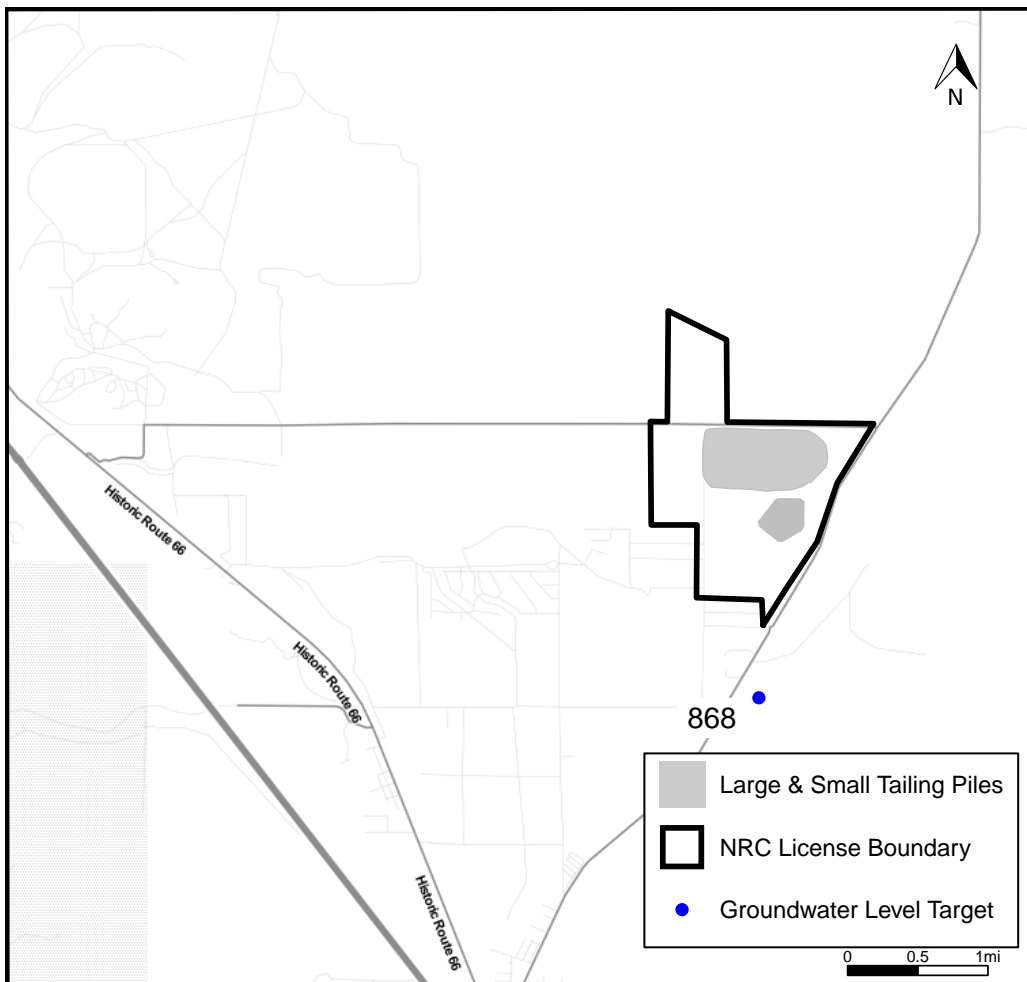 N
Historic Route 66
Historic Route 66
868
Large & Small Tailing Piles
NRC License Boundary
Groundwater Level Target
Historic Route 66
0 0.5 1mi